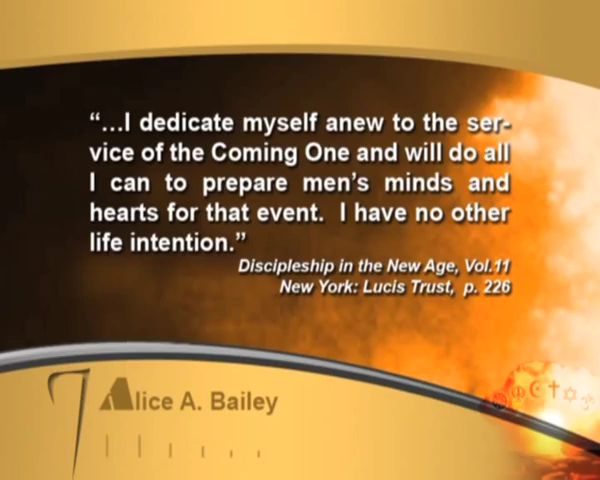 “...I dedicate myself anew to the ser-
vice of the Coming One and will do all
I can to prepare men’s minds and
hearts for that event. I have no other
life intention.”
Discipleship in the New Age, Vol.11
New York: Lucis Trust, p. 226
Alice A. Bailey